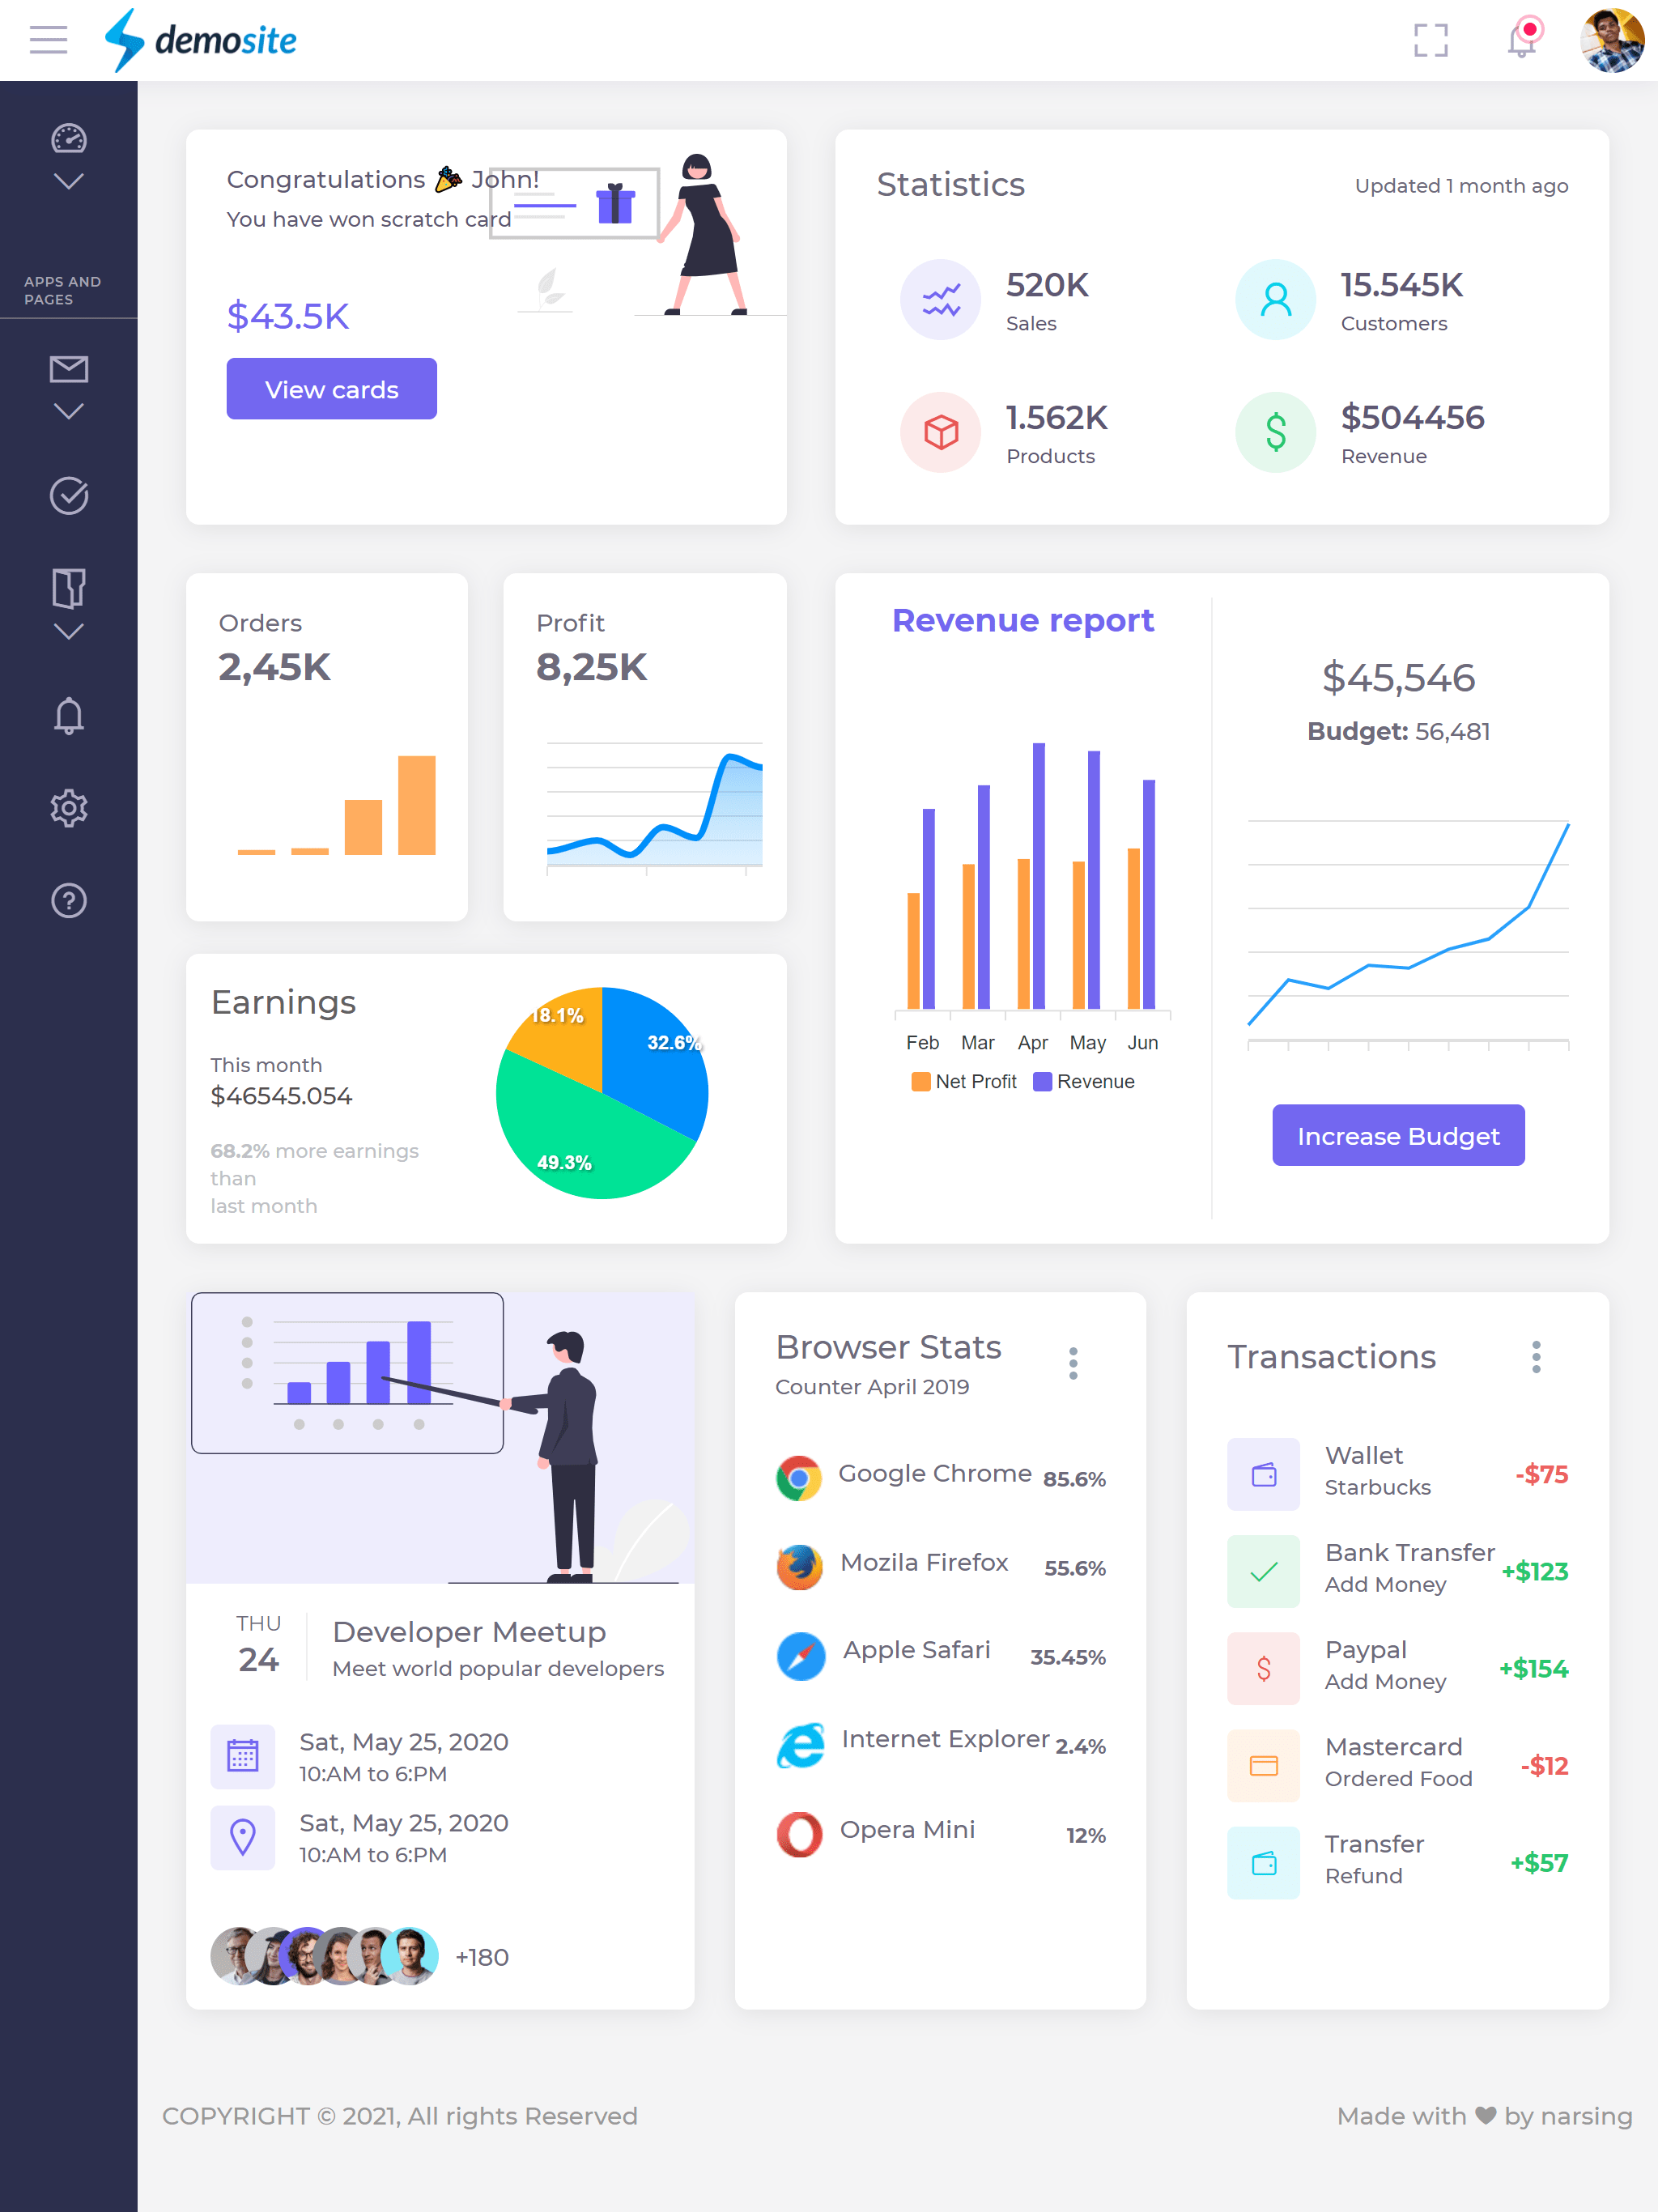 demosite
APPS AND
PAGES
Congratulations 🎉 John!
You have won scratch card
$43.5K
View cards
Statistics
Updated 1 month ago
520K
Sales
15.545K
Customers
1.562K
Products
$504456
Revenue
Orders
2,45K
Profit
8,25K
Revenue report
Feb Mar Apr May Jun
Net Profit Revenue
$45,546
Budget: 56,481
Increase Budget
Earnings
This month
$46545.054
68.2% more earnings
than
last month
18.1%
32.6%
49.3%
THU
24
Developer Meetup
Meet world popular developers
Sat, May 25, 2020
10:AM to 6:PM
Sat, May 25, 2020
10:AM to 6:PM
+180
Browser Stats
Counter April 2019
Google Chrome 85.6%
Mozila Firefox 55.6%
Apple Safari 35.45%
Internet Explorer 2.4%
Opera Mini 12%
Transactions
Wallet
Starbucks
-$75
Bank Transfer
Add Money
+$123
Paypal
Add Money
+$154
Mastercard
Ordered Food
-$12
Transfer
Refund
+$57
COPYRIGHT © 2021, All rights Reserved
Made with ♥ by narsing